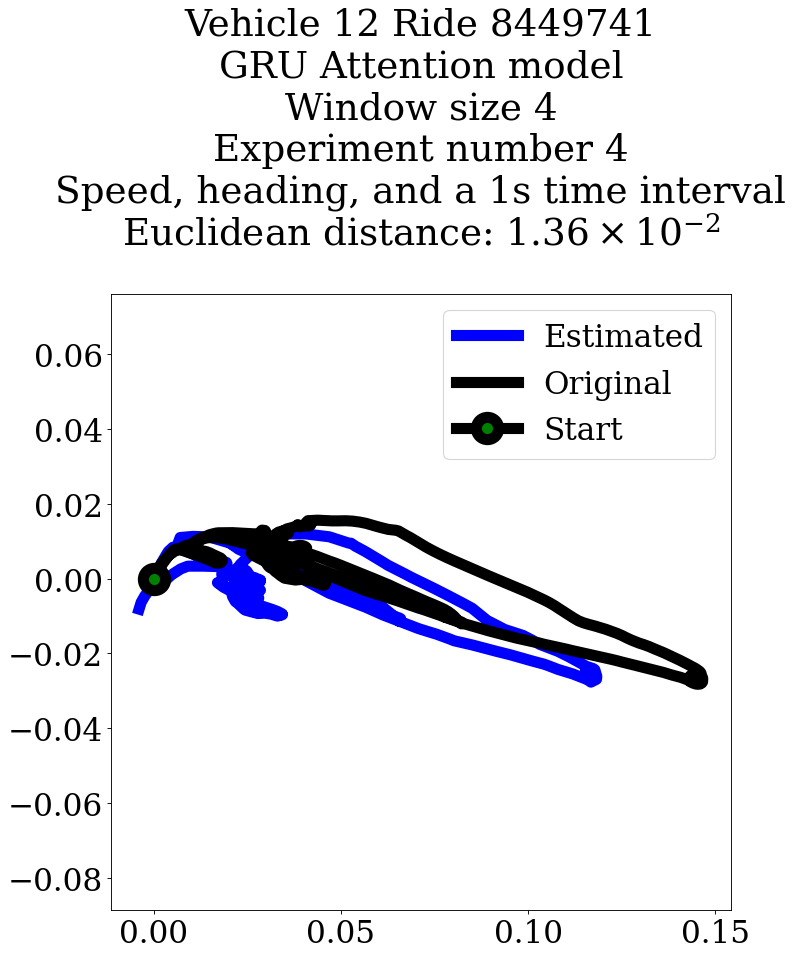 Vehicle 12 Ride 8449741
GRU Attention model
Window size 4
Experiment number 4
Speed, heading, and a 1s time interval
Euclidean distance: 1.36 × 10⁻²
Estimated
Original
Start
0.06
0.04
0.02
0.00
−0.02
−0.04
−0.06
−0.08
0.00 0.05 0.10 0.15